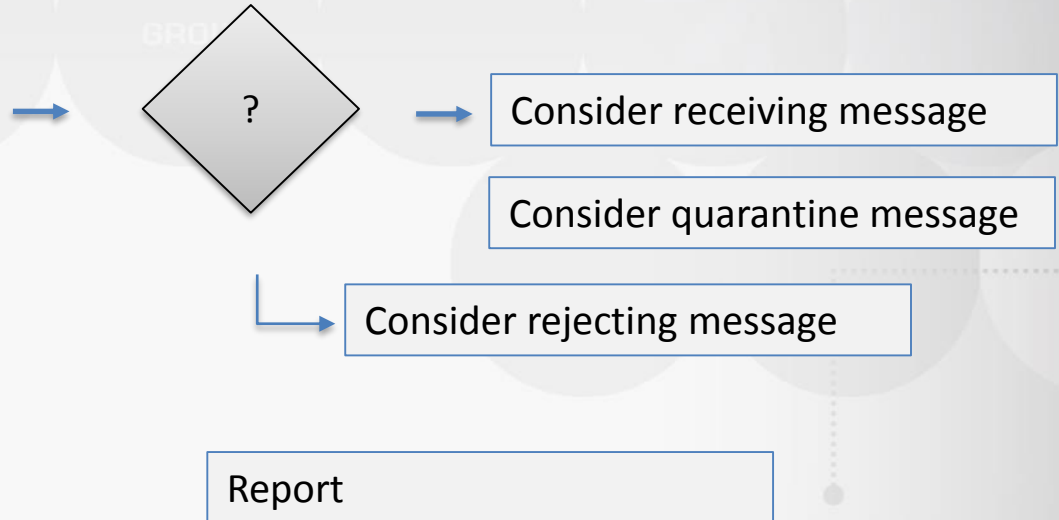 ?
Consider receiving message
Consider quarantine message
Consider rejecting message
Report